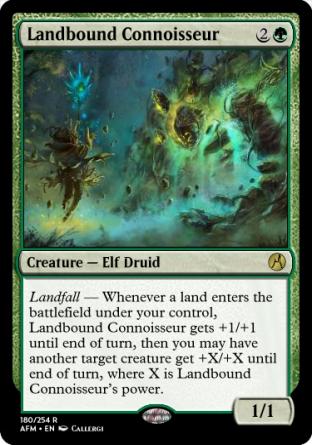 Landbound Connoisseur 2
Creature — Elf Druid
Landfall — Whenever a land enters the
battlefield under your control,
Landbound Connoisseur gets +1/+1
until end of turn, then you may have
another target creature get +X/+X until
end of turn, where X is Landbound
Connoisseur's power.
1/1
180/254 R
AFM • EN CALLERGI